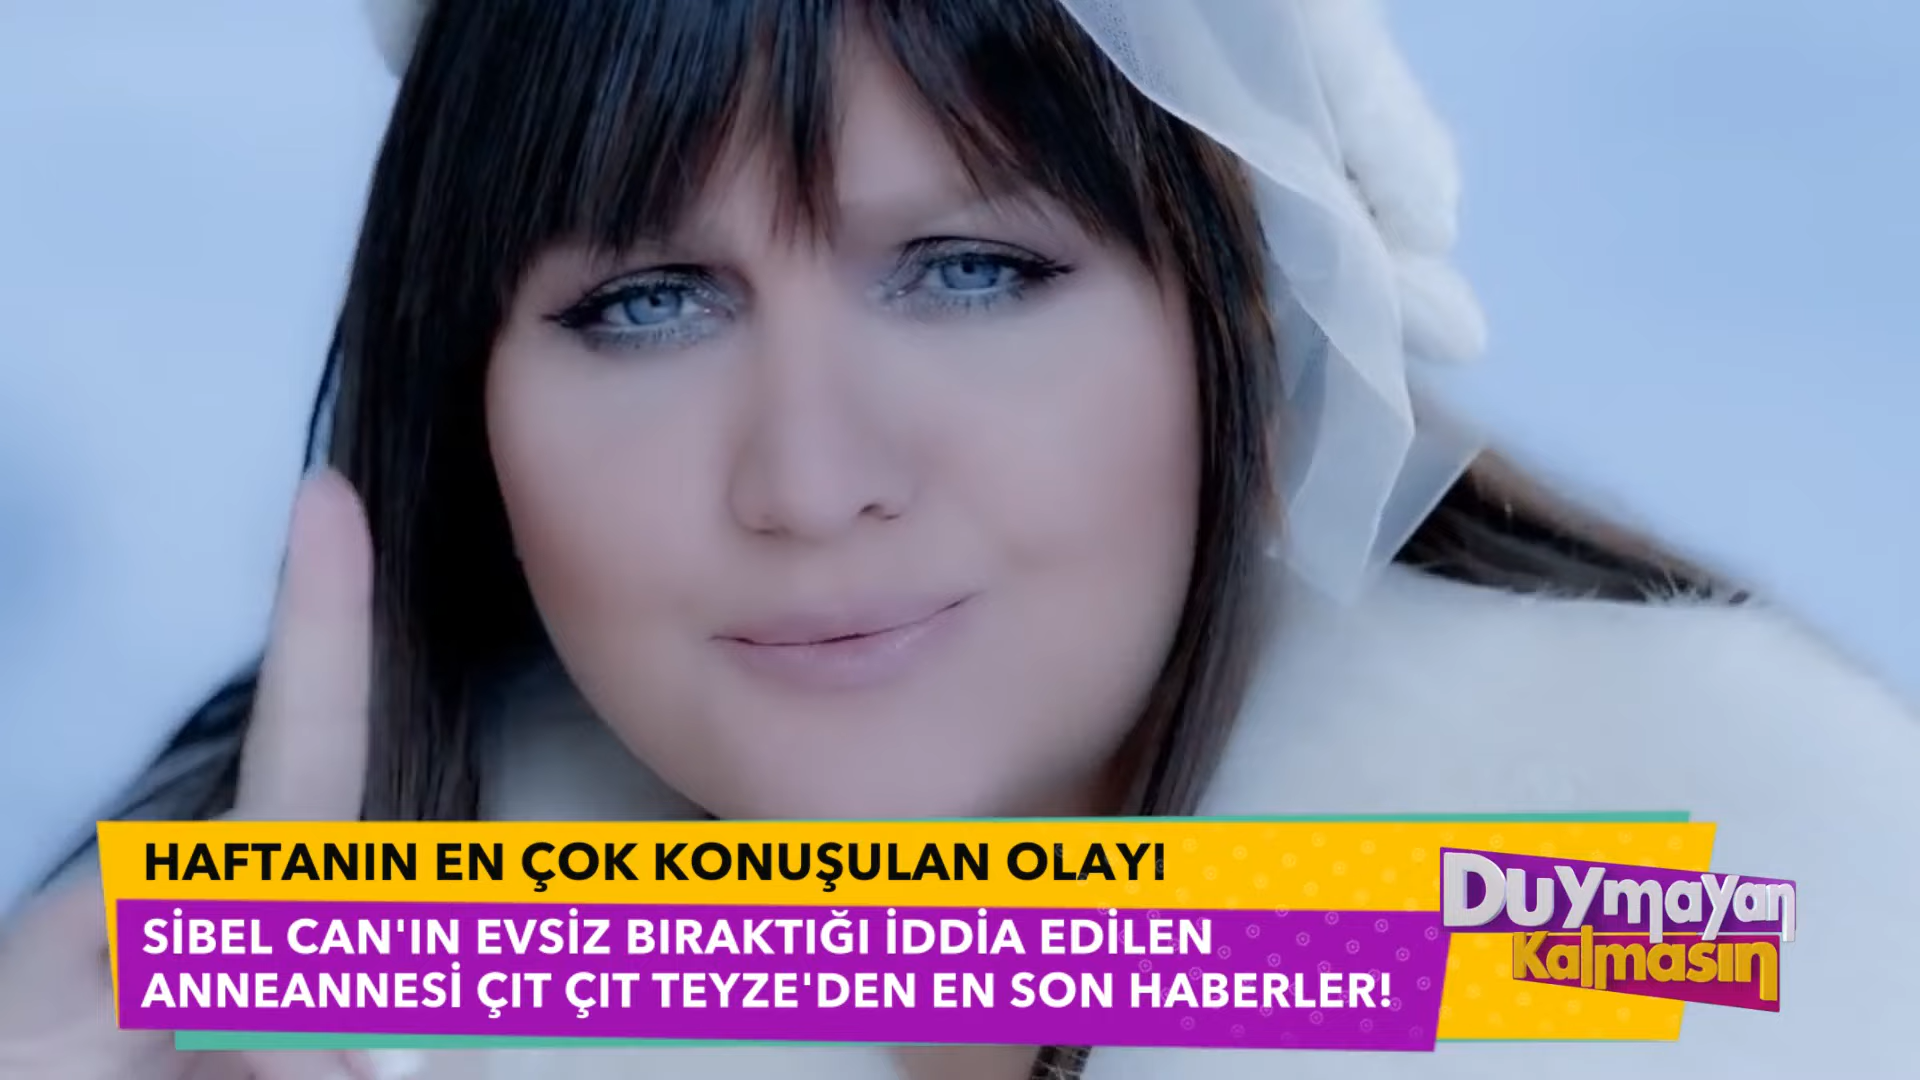 HAFTANIN EN ÇOK KONUŞULAN OLAYI
SİBEL CAN'IN EVSİZ BIRAKTIĞI İDDİA EDİLEN
ANNEANNESİ ÇIT ÇIT TEYZE'DEN EN SON HABERLER!
Duymayan
Kalmasın